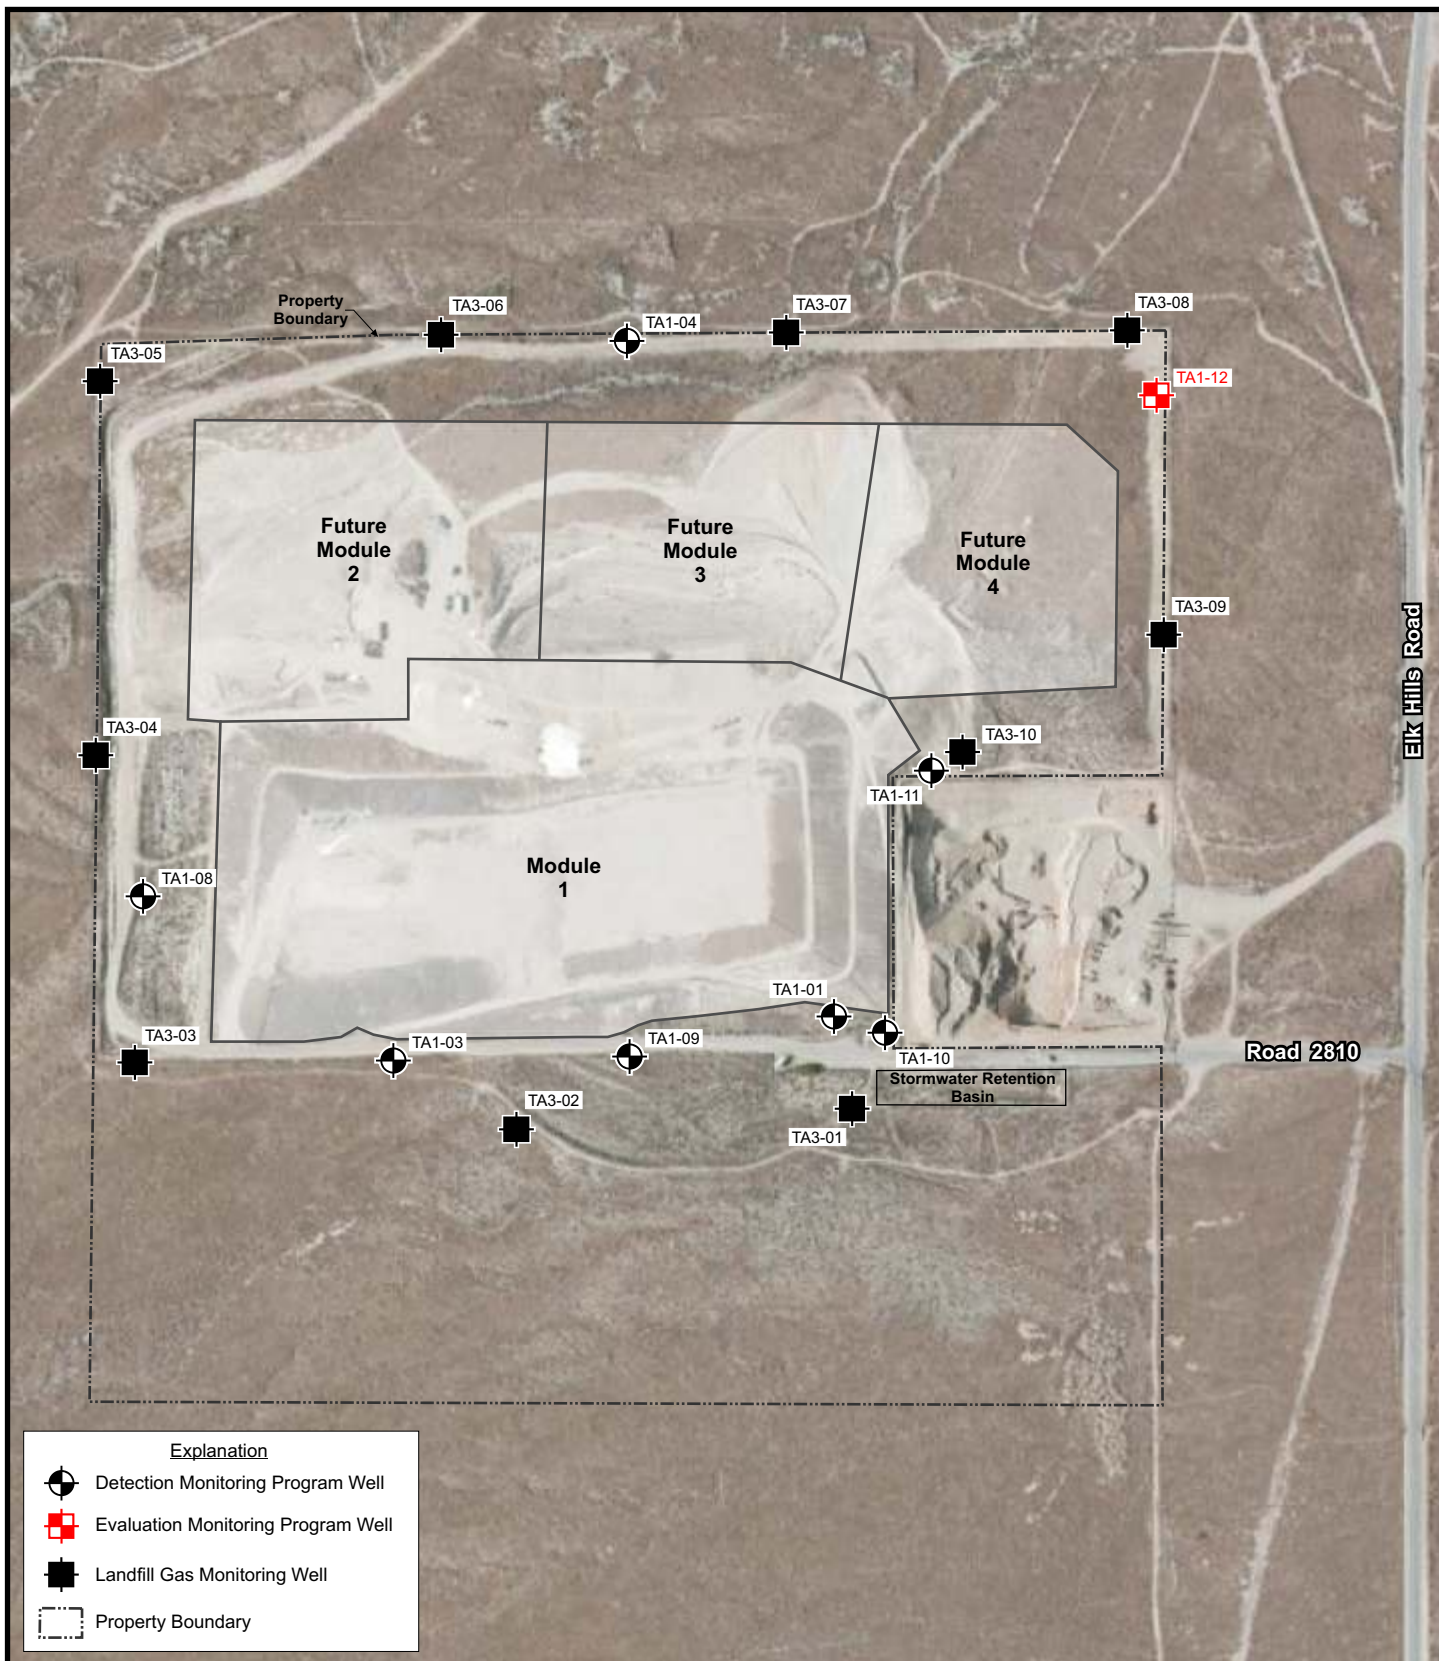 Property
Boundary
TA3-06
TA1-04
TA3-07
TA3-08
TA3-05
TA1-12
Future
Module
2
Future
Module
3
Future
Module
4
TA3-09
Elk Hills Road
TA3-04
TA3-10
TA1-11
Module
1
TA1-08
TA1-01
TA3-03
TA1-03
TA1-09
TA1-10
Road 2810
Stormwater Retention
Basin
TA3-02
TA3-01
Explanation
Detection Monitoring Program Well
Evaluation Monitoring Program Well
Landfill Gas Monitoring Well
Property Boundary